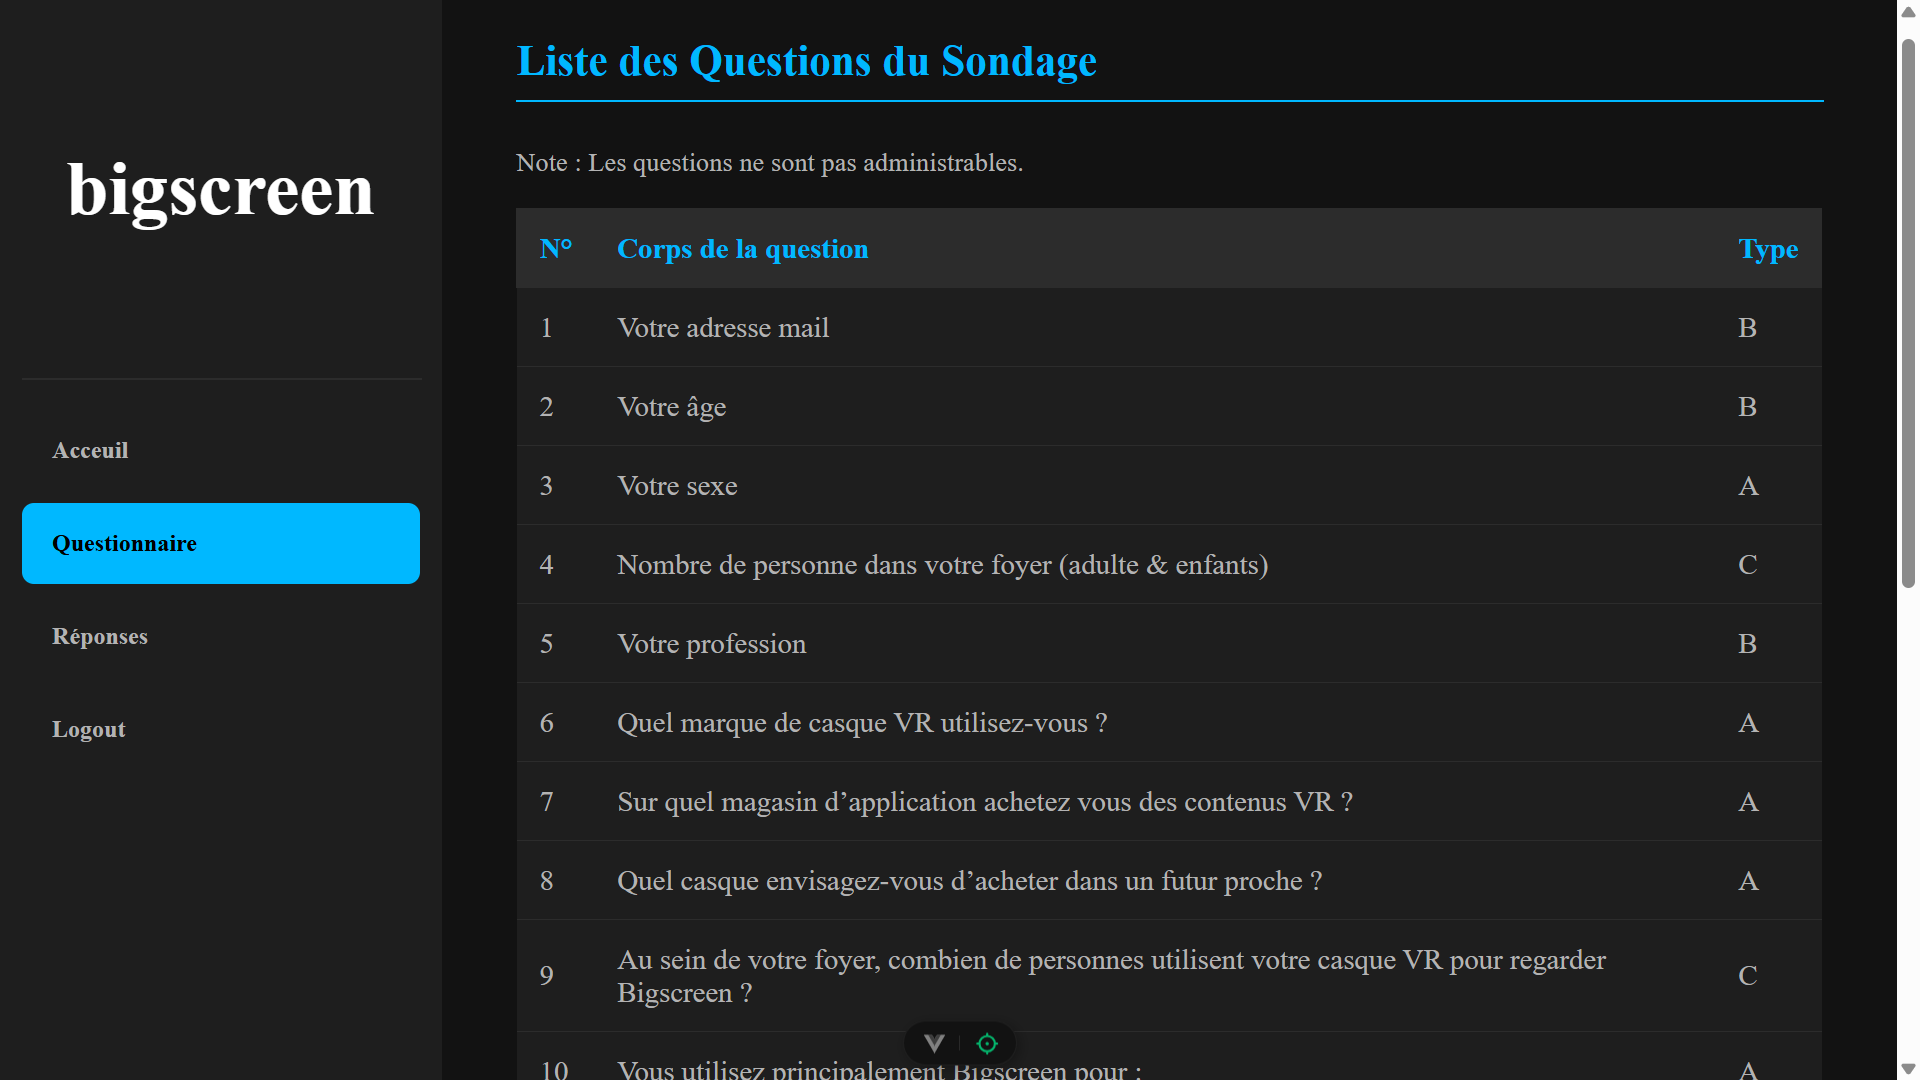 bigscreen
Acceuil
Questionnaire
Réponses
Logout
Liste des Questions du Sondage
Note : Les questions ne sont pas administrables.
N° Corps de la question Type
1 Votre adresse mail B
2 Votre âge B
3 Votre sexe A
4 Nombre de personne dans votre foyer (adulte & enfants) C
5 Votre profession B
6 Quel marque de casque VR utilisez-vous ? A
7 Sur quel magasin d’application achetez vous des contenus VR ? A
8 Quel casque envisagez-vous d’acheter dans un futur proche ? A
9 Au sein de votre foyer, combien de personnes utilisent votre casque VR pour regarder C
Bigscreen ?
10 Vous utilisez principalement Bigscreen pour : A